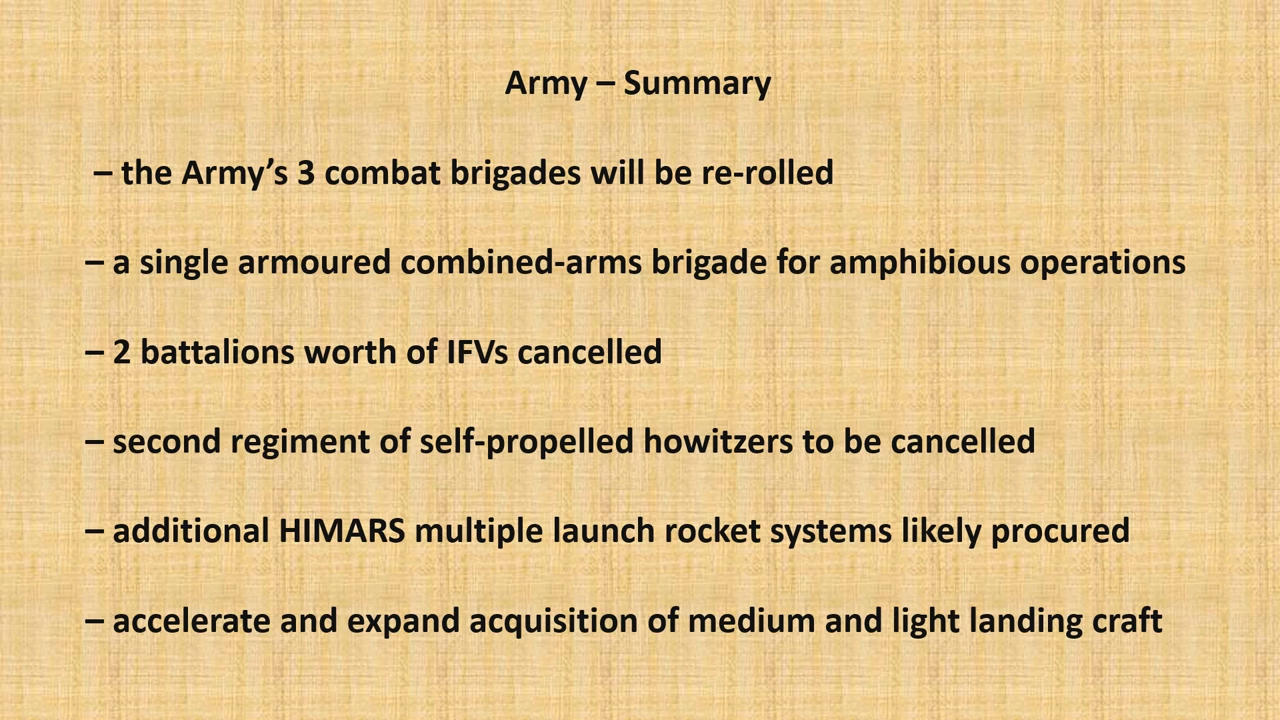 Army – Summary
– the Army’s 3 combat brigades will be re-rolled
– a single armoured combined-arms brigade for amphibious operations
– 2 battalions worth of IFVs cancelled
– second regiment of self-propelled howitzers to be cancelled
– additional HIMARS multiple launch rocket systems likely procured
– accelerate and expand acquisition of medium and light landing craft